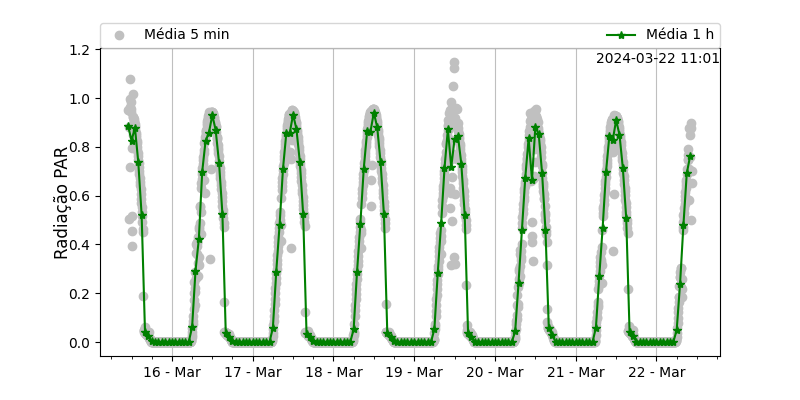 Média 5 min
Média 1 h
2024-03-22 11:01
Radiação PAR
1.2
1.0
0.8
0.6
0.4
0.2
0.0
16 - Mar
17 - Mar
18 - Mar
19 - Mar
20 - Mar
21 - Mar
22 - Mar